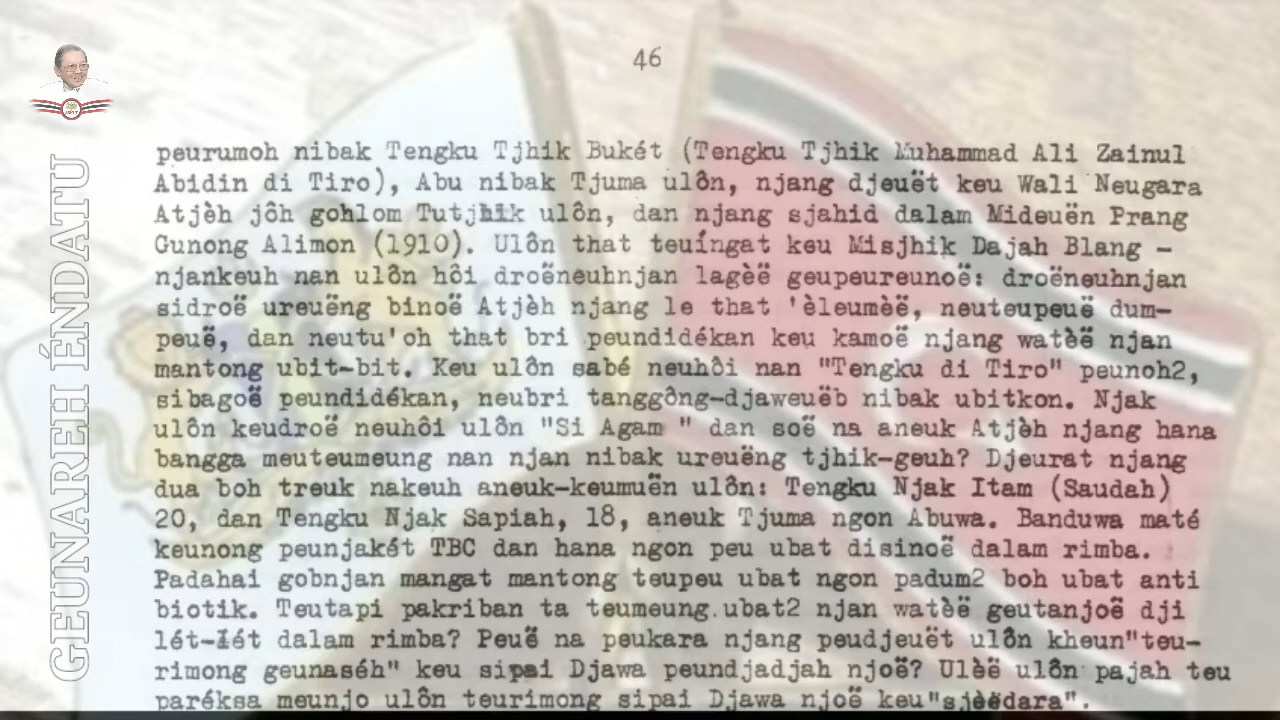 46
peurumoh nibak Tengku Tjhik Bukét (Tengku Tjhik Muhammad Ali Zainul
Abidin di Tiro), Abu nibak Tjuma ulôn, njang djeuët keu Wali Neugara
Atjèh jôh gohlom Tutjhik ulôn, dan njang sjahid dalam Mideuën Prang
Gunong Alimon (1910). Ulôn that teuíngat keu Misjhik Dajah Blang -
njankeuh nan ulôn hôi droëneuhnjan lagèë geupeureunoë: droëneuhnjan
sidroë ureuëng binoë Atjèh njang le that 'èleumèë, neuteupeuë dum-
peuë, dan neutu'oh that bri peundidékan keu kamoë njang watèë njan
mantong ubit-bit. Keu ulôn sabé neuhôi nan "Tengku di Tiro" peunoh2,
sibagoë peundidékan, neubri tanggông-djaweuëb nibak ubitkon. Njak
ulôn keudroë neuhôi ulôn "Si Agam " dan soë na aneuk Atjèh njang hana
bangga meuteumeung nan njan nibak ureuëng tjhik-geuh? Djeurat njang
dua boh treuk nakeuh aneuk-keumuën ulôn: Tengku Njak Itam (Saudah)
20, dan Tengku Njak Sapiah, 18, aneuk Tjuma ngon Abuwa. Banduwa maté
keunong peunjakét TBC dan hana ngon peu ubat disinoë dalam rimba.
Padahai gobnjan mangat mantong teupeu ubat ngon padum2 boh ubat anti
biotik. Teutapi pakriban ta teumeung ubat2 njan watèë geutanjoë dji
lét-lét dalam rimba? Peuë na peukara njang peudjeuët ulôn kheun"teu-
rimong geunaséh" keu sipai Djawa peundjadjah njoë? Ulèë ulôn pajah teu
paréksa meunjo ulôn teurimong sipai Djawa njoë keu"sjèëdara".
GEUNAREH ÉNDATU